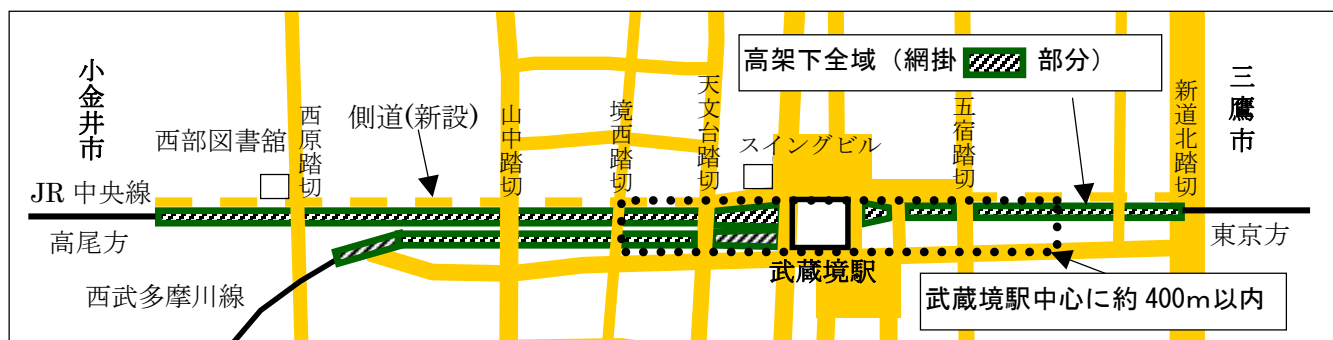 小金井市
西部図書舘
西原踏切
側道(新設)
山中踏切
境西踏切
天文台踏切
高架下全域（網掛 部分）
スイングビル
五宿踏切
新道北踏切
三鷹市
JR 中央線
高尾方
東京方
武蔵境駅
西武多摩川線
武蔵境駅中心に約 400ｍ以内